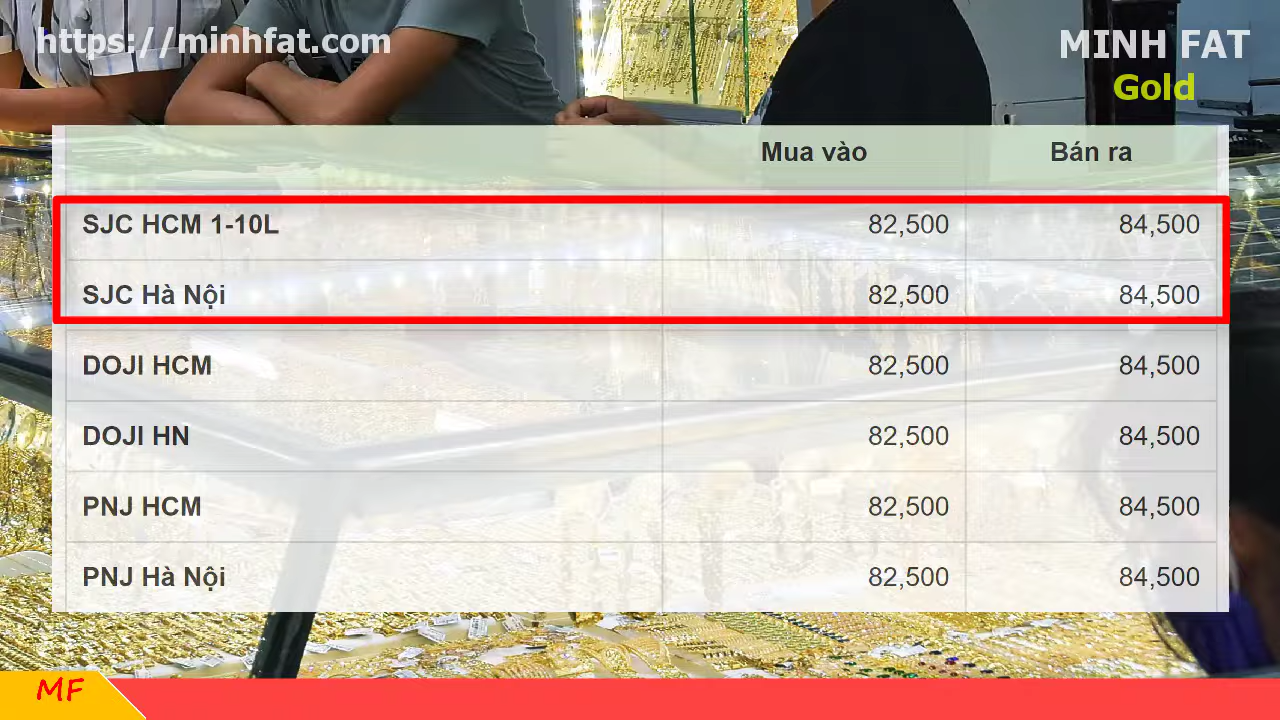 https://minhfat.com
MINH FAT
Gold
Mua vào Bán ra
SJC HCM 1-10L 82,500 84,500
SJC Hà Nội 82,500 84,500
DOJI HCM 82,500 84,500
DOJI HN 82,500 84,500
PNJ HCM 82,500 84,500
PNJ Hà Nội 82,500 84,500
MF